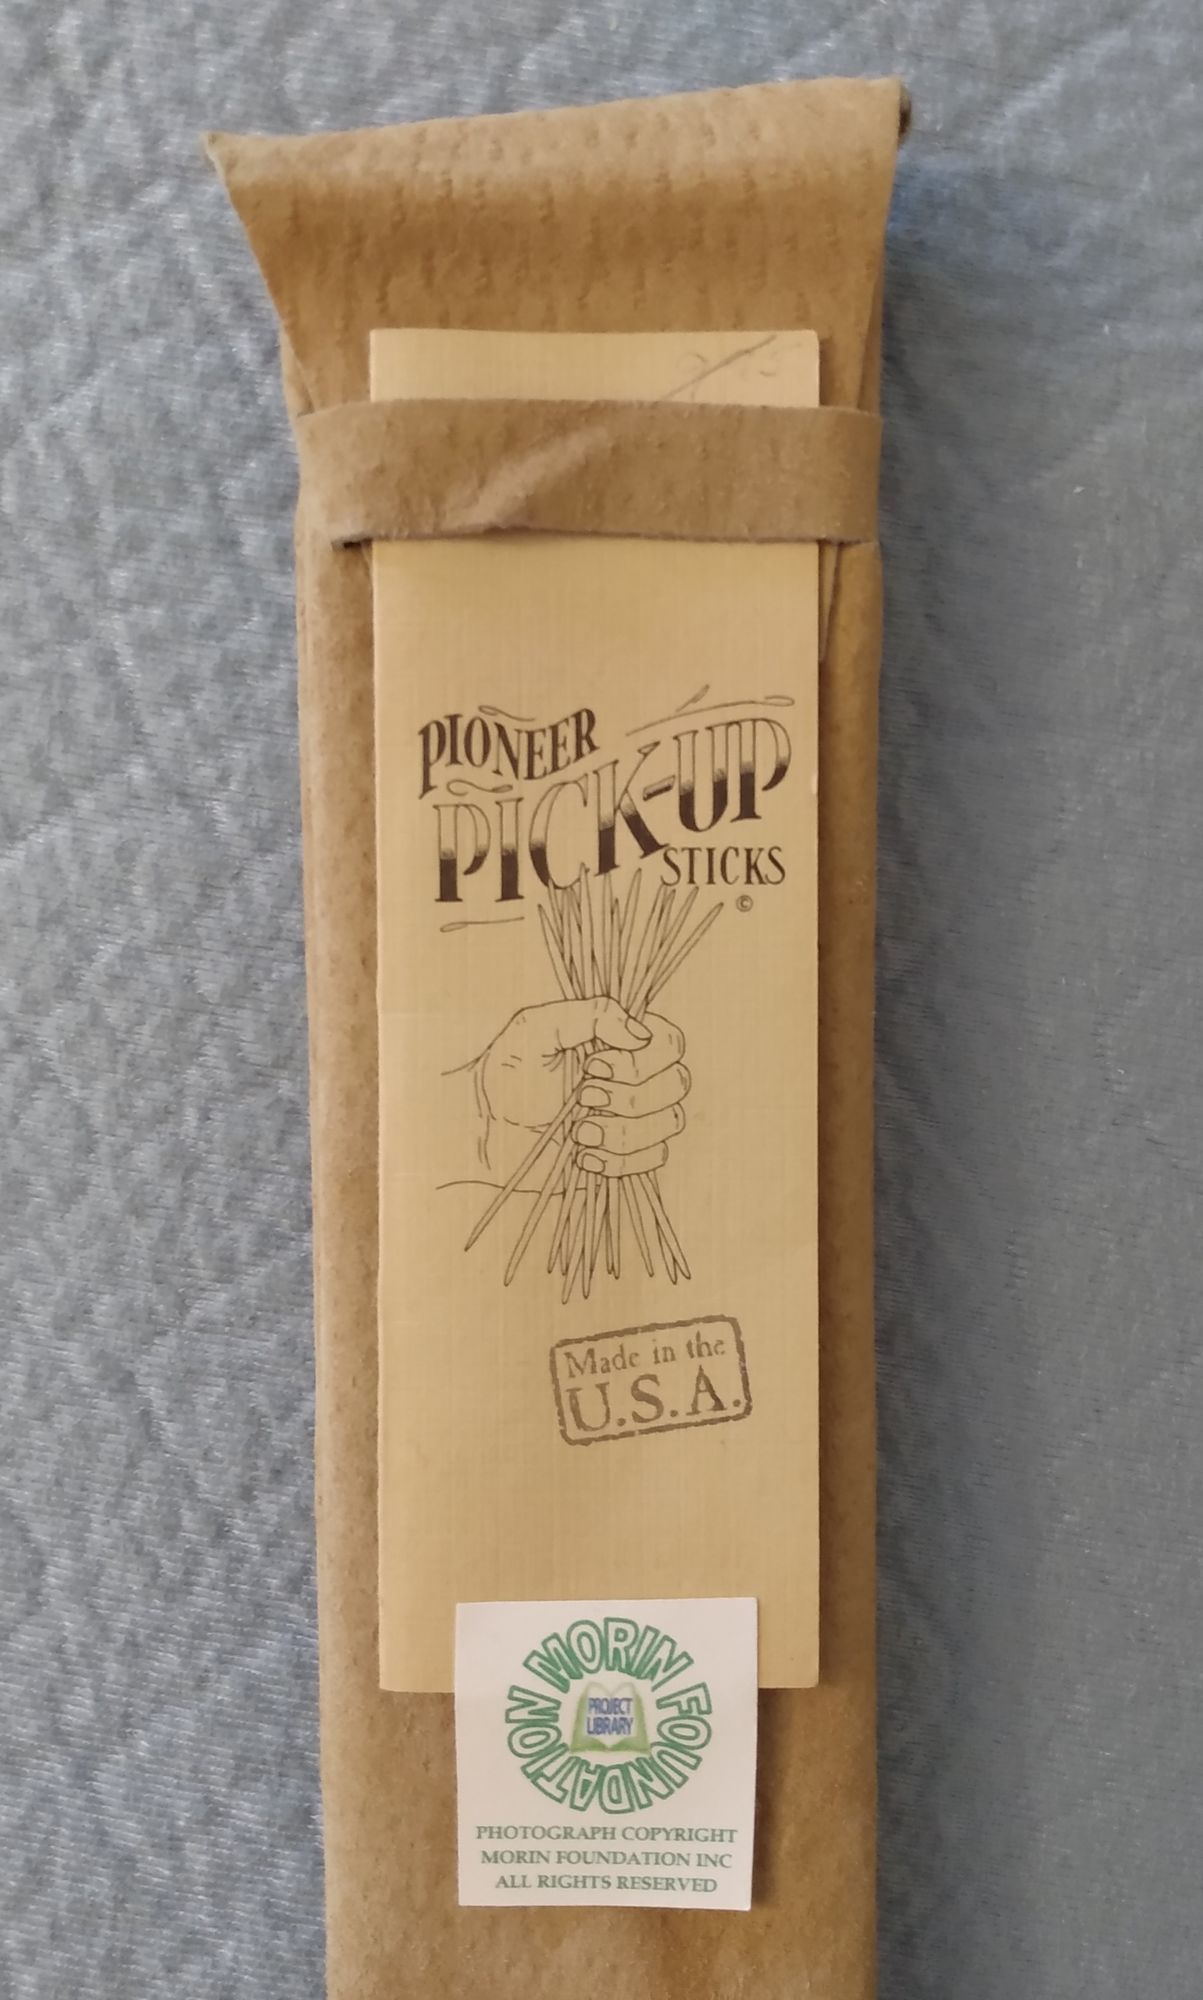 PIONEER
PICK-UP
STICKS
©
Made in the
U.S.A.
MORIN FOUNDATION
PROJECT
LIBRARY
PHOTOGRAPH COPYRIGHT
MORIN FOUNDATION INC
ALL RIGHTS RESERVED